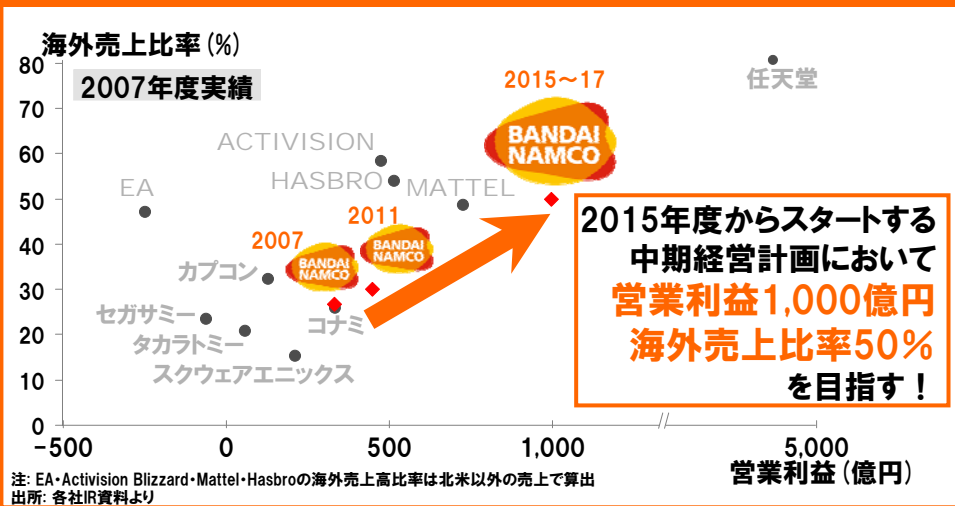 海外売上比率(%)
2007年度実績
80
70
60
50
40
30
20
10
0
-500
0
500
1,000
5,000
営業利益(億円)
任天堂
2015～17
BANDAI
NAMCO
ACTIVISION
HASBRO
MATTEL
EA
2011
BANDAI
NAMCO
2007
BANDAI
NAMCO
カプコン
セガサミー
コナミ
タカラトミー
スクウェアエニックス
2015年度からスタートする
中期経営計画において
営業利益1,000億円
海外売上比率50%
を目指す！
注: EA・Activision Blizzard・Mattel・Hasbroの海外売上高比率は北米以外の売上で算出
出所: 各社IR資料より